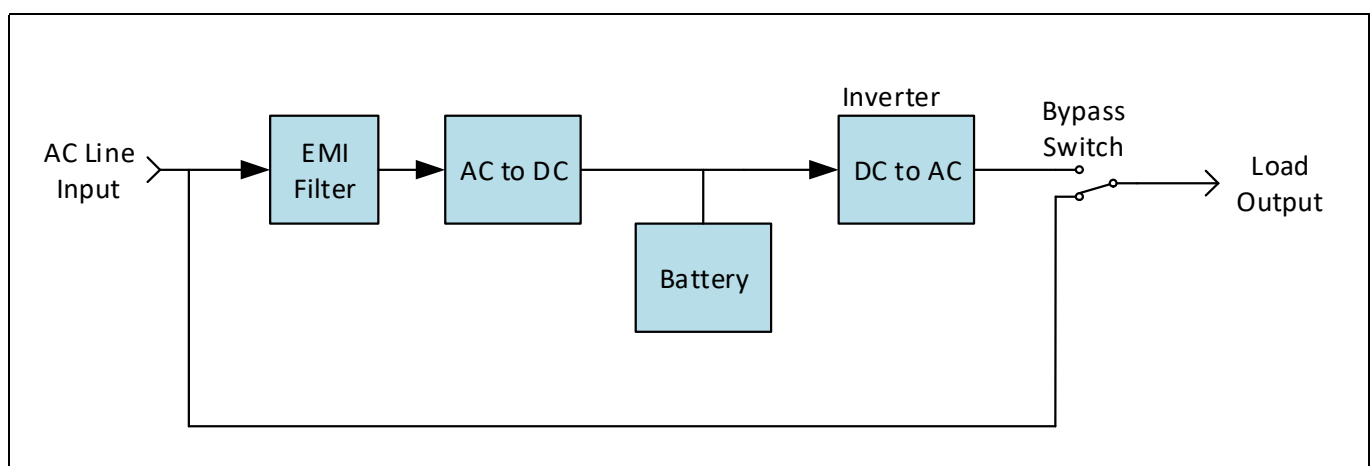 AC Line
Input
EMI
Filter
AC to DC
Battery
Inverter
DC to AC
Bypass
Switch
Load
Output